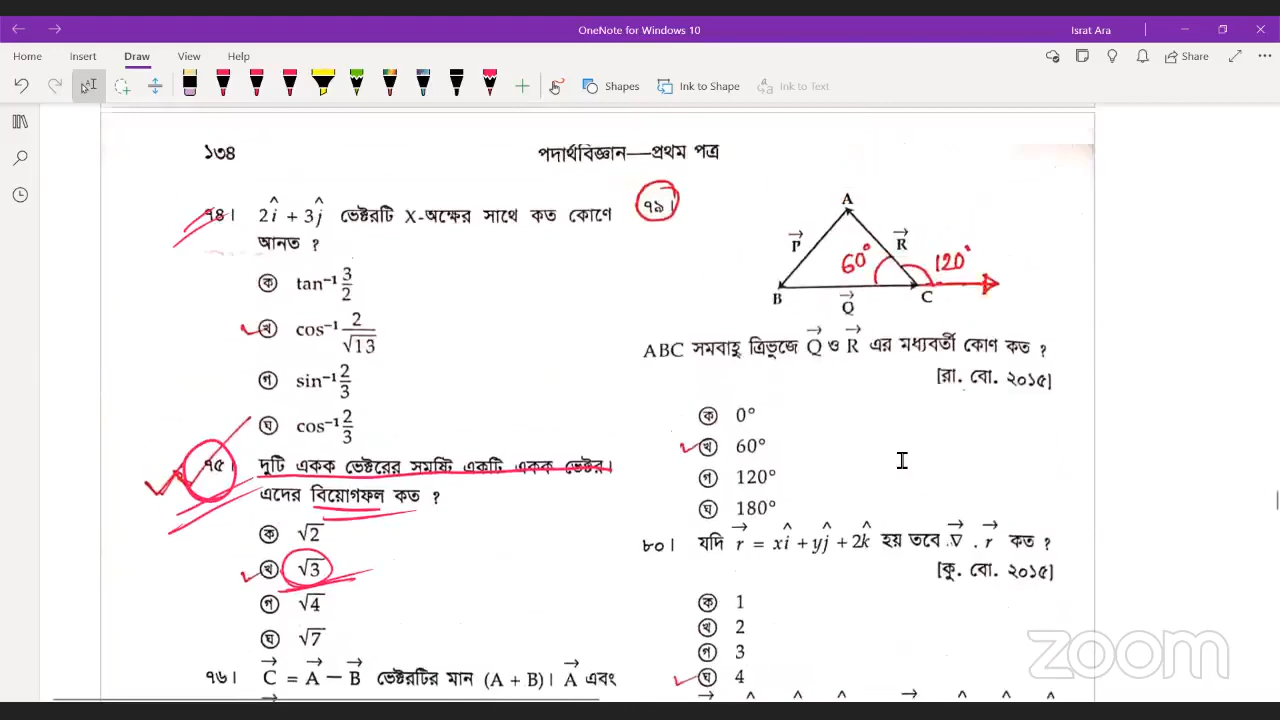 OneNote for Windows 10
Israt Ara
Home Insert Draw View Help
Share
Shapes Ink to Shape Ink to Text
১৩৪ পদার্থবিজ্ঞান—প্রথম পত্র
৭৪। 2î + 3ĵ ভেক্টরটি X-অক্ষের সাথে কত কোণে
আনত ?
ⓚ tan⁻¹ 3/2
খ cos⁻¹ 2/√13
গ sin⁻¹ 2/3
ঘ cos⁻¹ 2/3
৭৫। দুটি একক ভেক্টরের সমষ্টি একটি একক ভেক্টর।
এদের বিয়োগফল কত ?
ক √2
খ √3
গ √4
ঘ √7
৭৬। C⃗ = A⃗ − B⃗ ভেক্টরটির মান (A + B)। A⃗ এবং
৭৯।
A
P⃗ R⃗
60° 120°
B Q⃗ C
ABC সমবাহু ত্রিভুজে Q⃗ ও R⃗ এর মধ্যবর্তী কোণ কত ?
[রা. বো. ২০১৫]
ক 0°
খ 60°
গ 120°
ঘ 180°
৮০। যদি r⃗ = xî + yĵ + 2k̂ হয় তবে ∇⃗ . r⃗ কত ?
[কু. বো. ২০১৫]
ক 1
খ 2
গ 3
ঘ 4
zoom